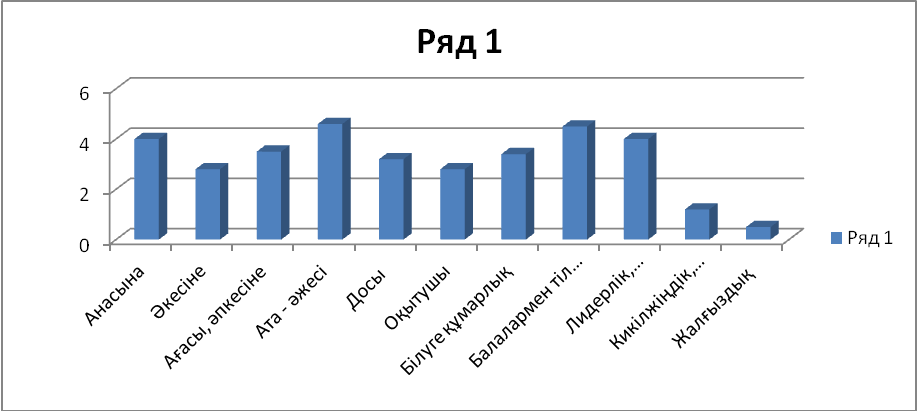 Ряд 1
6
4
2
0
Анасына
Әкесіне
Ағасы, әпкесіне
Ата - әжесі
Досы
Оқытушы
Білуге құмарлық
Балалармен тіл...
Лидерлік,...
Кикілжіңдік,...
Жалғыздық
Ряд 1